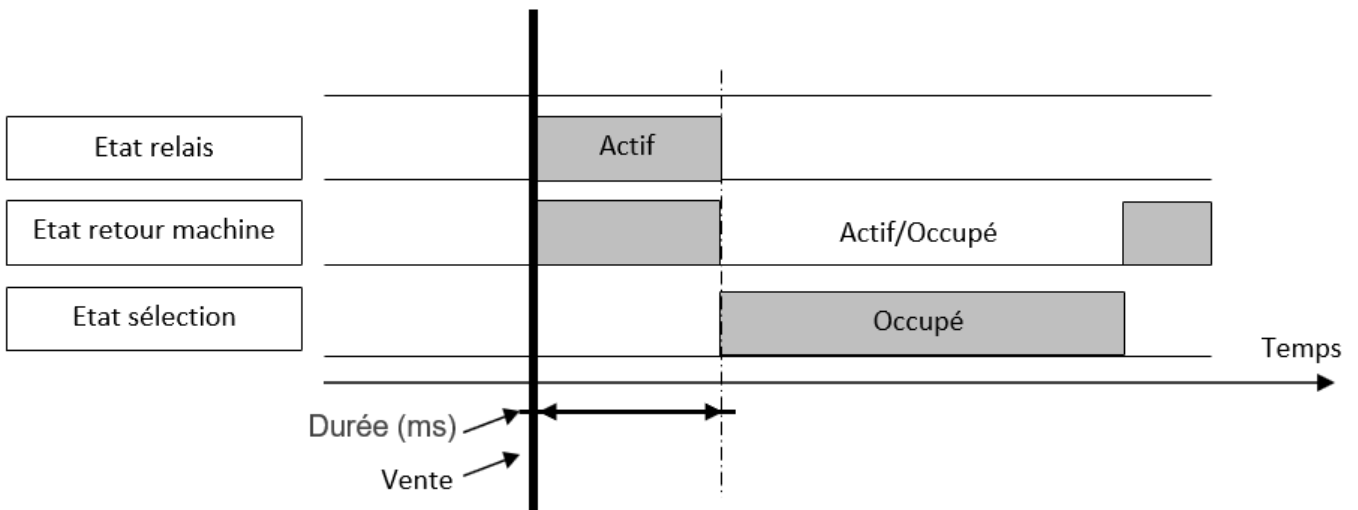 Etat relais
Actif
Etat retour machine
Actif/Occupé
Etat sélection
Occupé
Temps
Durée (ms)
Vente